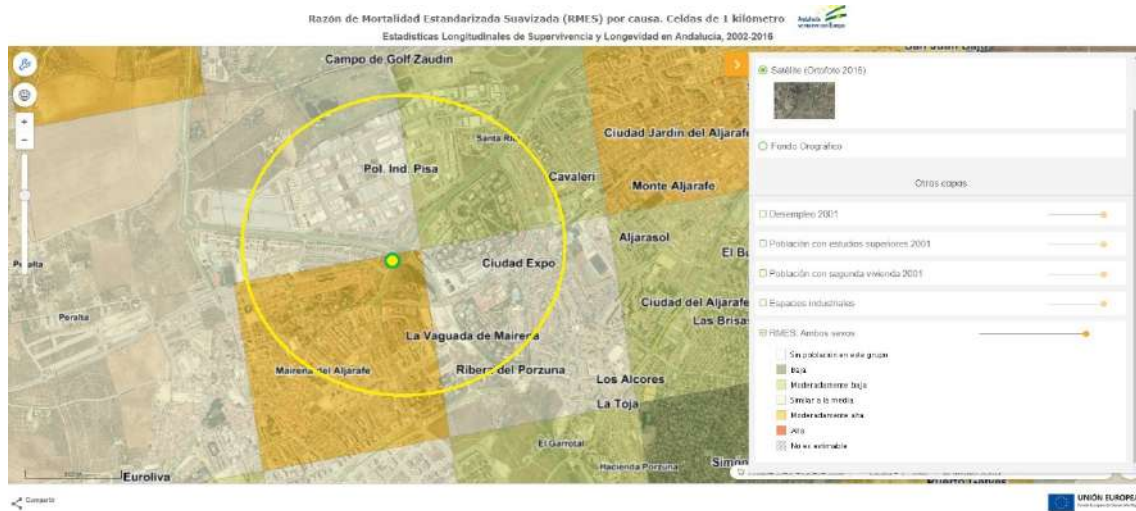 Razón de Mortalidad Estandarizada Suavizada (RMES) por causa. Celdas de 1 kilómetro
Estadísticas Longitudinales de Supervivencia y Longevidad en Andalucía, 2002-2016
Campo de Golf Zaudín
Santa Rita
Ciudad Jardín del Aljarafe
Pol. Ind. Pisa
Cavaleri
Monte Aljarafe
Aljarasol
Ciudad Expo
Peralta
Ciudad del Aljarafe
Las Brisas
La Vaguada de Mairena
Mairena del Aljarafe
Ribera del Porzuna
Los Alcores
La Toja
El Garrotal
Hacienda Porzuna
Simón
Euroliva
Satélite (Ortofoto 2016)
Fondo Orográfico
Otras capas
Desempleo 2001
Población con estudios superiores 2001
Población con segunda vivienda 2001
Espacios industriales
RMES: Ambos sexos
Sin población en este grupo
Baja
Moderadamente baja
Similar a la media
Moderadamente alta
Alta
No es estimable
Compartir
UNIÓN EUROPEA